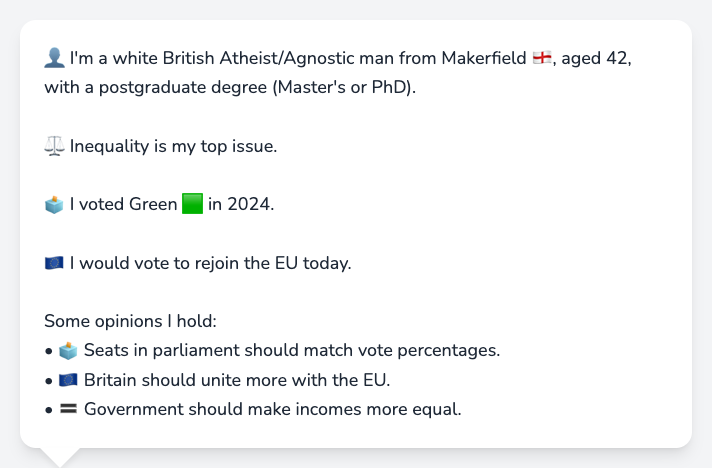 👤 I'm a white British Atheist/Agnostic man from Makerfield 🏴󠁧󠁢󠁥󠁮󠁧󠁿, aged 42,
with a postgraduate degree (Master's or PhD).
⚖️ Inequality is my top issue.
🗳️ I voted Green 🟩 in 2024.
🇪🇺 I would vote to rejoin the EU today.
Some opinions I hold:
• 🗳️ Seats in parliament should match vote percentages.
• 🇪🇺 Britain should unite more with the EU.
• 🟰 Government should make incomes more equal.